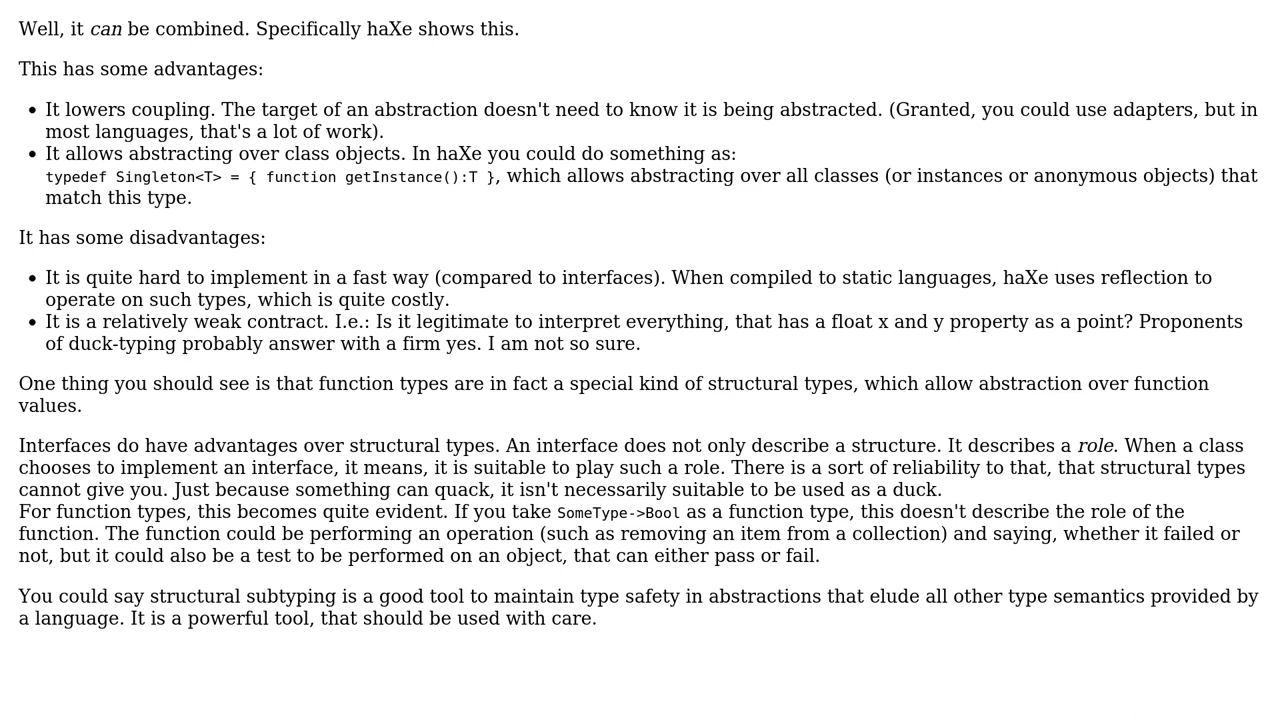 Well, it can be combined. Specifically haXe shows this.
This has some advantages:
• It lowers coupling. The target of an abstraction doesn't need to know it is being abstracted. (Granted, you could use adapters, but in
most languages, that's a lot of work).
• It allows abstracting over class objects. In haXe you could do something as:
typedef Singleton<T> = { function getInstance():T }, which allows abstracting over all classes (or instances or anonymous objects) that
match this type.
It has some disadvantages:
• It is quite hard to implement in a fast way (compared to interfaces). When compiled to static languages, haXe uses reflection to
operate on such types, which is quite costly.
• It is a relatively weak contract. I.e.: Is it legitimate to interpret everything, that has a float x and y property as a point? Proponents
of duck-typing probably answer with a firm yes. I am not so sure.
One thing you should see is that function types are in fact a special kind of structural types, which allow abstraction over function
values.
Interfaces do have advantages over structural types. An interface does not only describe a structure. It describes a role. When a class
chooses to implement an interface, it means, it is suitable to play such a role. There is a sort of reliability to that, that structural types
cannot give you. Just because something can quack, it isn't necessarily suitable to be used as a duck.
For function types, this becomes quite evident. If you take SomeType->Bool as a function type, this doesn't describe the role of the
function. The function could be performing an operation (such as removing an item from a collection) and saying, whether it failed or
not, but it could also be a test to be performed on an object, that can either pass or fail.
You could say structural subtyping is a good tool to maintain type safety in abstractions that elude all other type semantics provided by
a language. It is a powerful tool, that should be used with care.